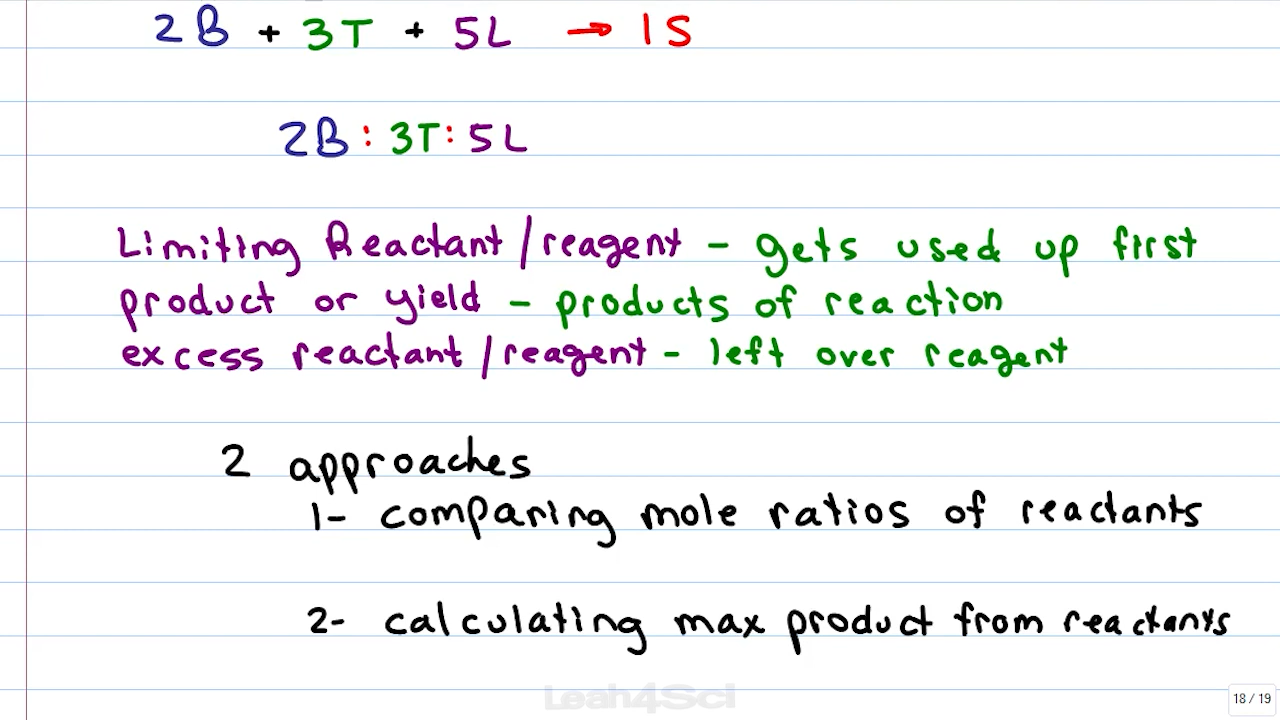 2B + 3T + 5L → 1S
2B : 3T : 5L
Limiting Reactant/reagent - gets used up first
product or yield - products of reaction
excess reactant/reagent - left over reagent
2 approaches
1- comparing mole ratios of reactants
2- calculating max product from reactants
Leah4Sci
18 / 19